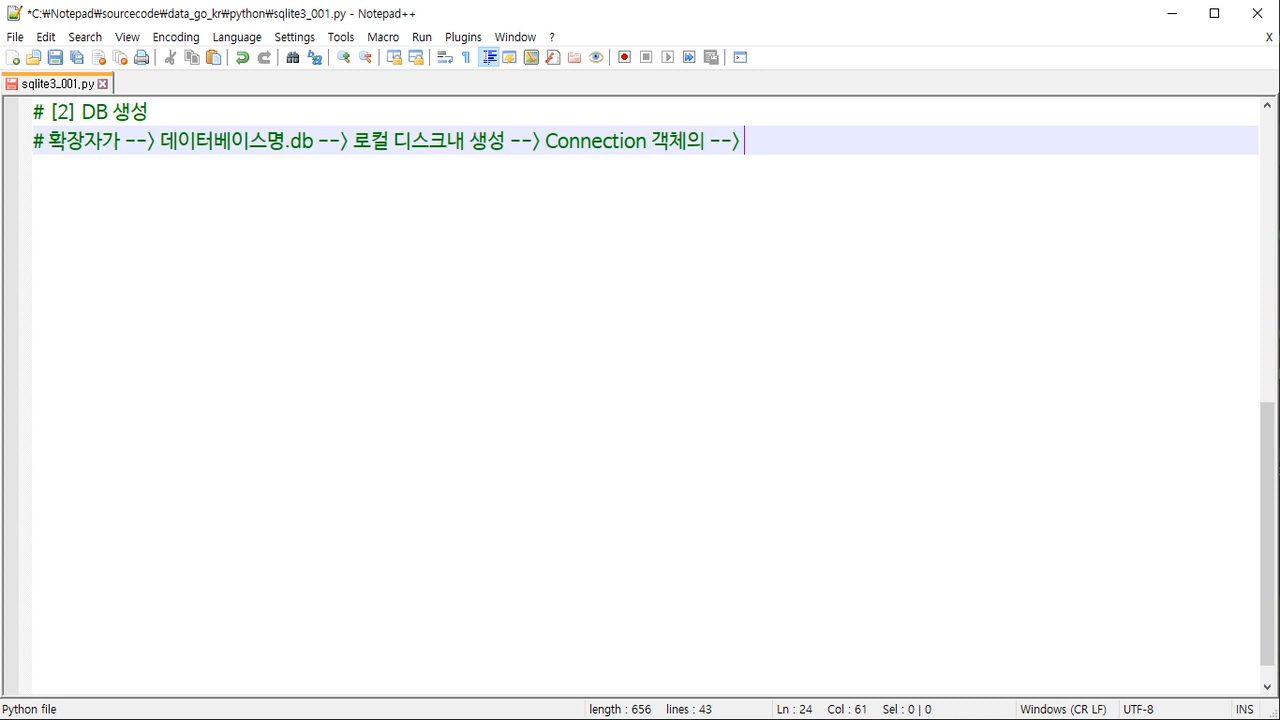 *C:₩Notepad₩sourcecode₩data_go_kr₩python₩sqlite3_001.py - Notepad++
File Edit Search View Encoding Language Settings Tools Macro Run Plugins Window ? X
sqlite3_001.py
# [2] DB 생성
# 확장자가 --> 데이터베이스명.db --> 로컬 디스크내 생성 --> Connection 객체의 -->
Python file length : 656 lines : 43 Ln : 24 Col : 61 Sel : 0 | 0 Windows (CR LF) UTF-8 INS